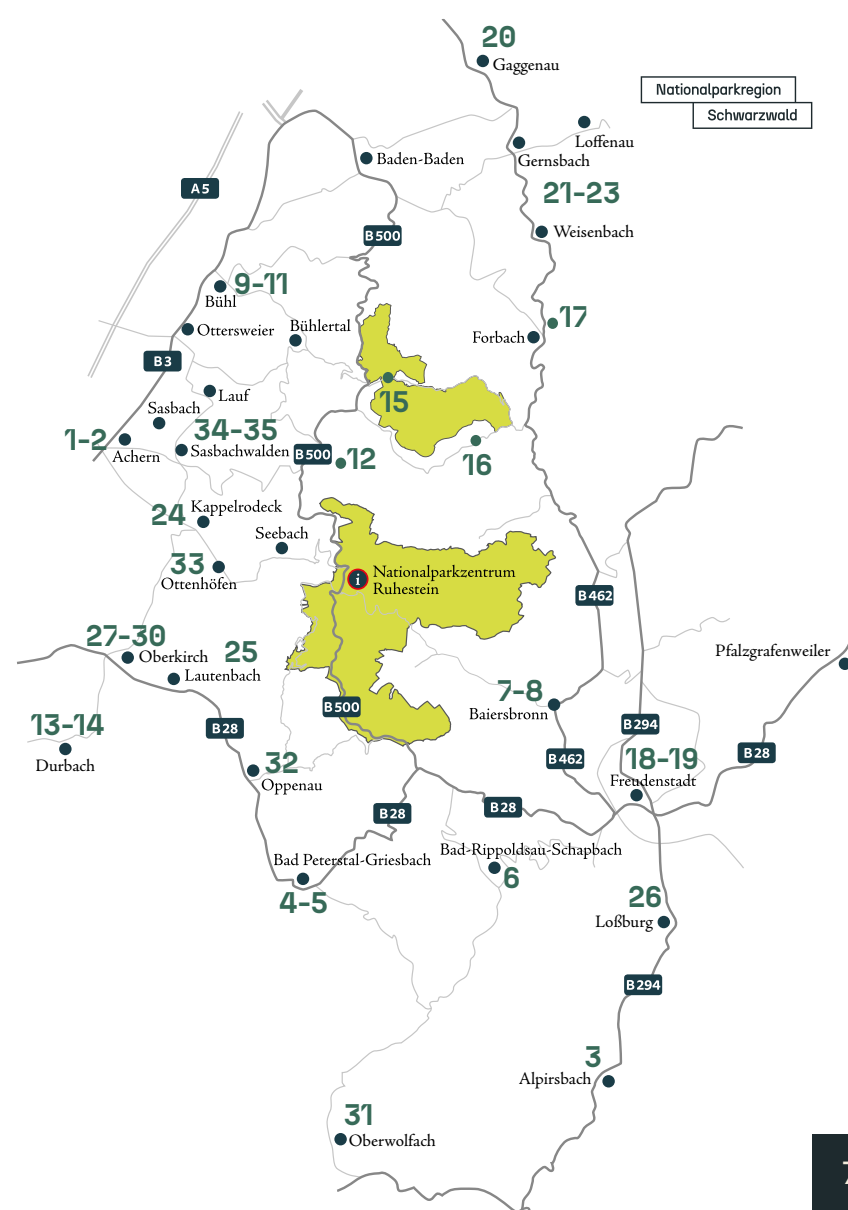 20
Gaggenau
Nationalparkregion
Schwarzwald
Loffenau
Gernsbach
Baden-Baden
A5
21-23
Weisenbach
B500
9-11
Bühl
17
Ottersweier
Bühlertal
Forbach
B3
15
Lauf
Sasbach
1-2
34-35
Achern
Sasbachwalden
B500
12
16
24
Kappelrodeck
Seebach
33
Ottenhöfen
i
Nationalparkzentrum
Ruhestein
B462
27-30
Oberkirch
25
Lautenbach
Pfalzgrafenweiler
7-8
Baiersbronn
B500
13-14
Durbach
B28
B294
18-19
Freudenstadt
B28
B462
32
Oppenau
B28
B28
Bad Peterstal-Griesbach
4-5
Bad-Rippoldsau-Schapbach
6
26
Loßburg
B294
3
Alpirsbach
31
Oberwolfach